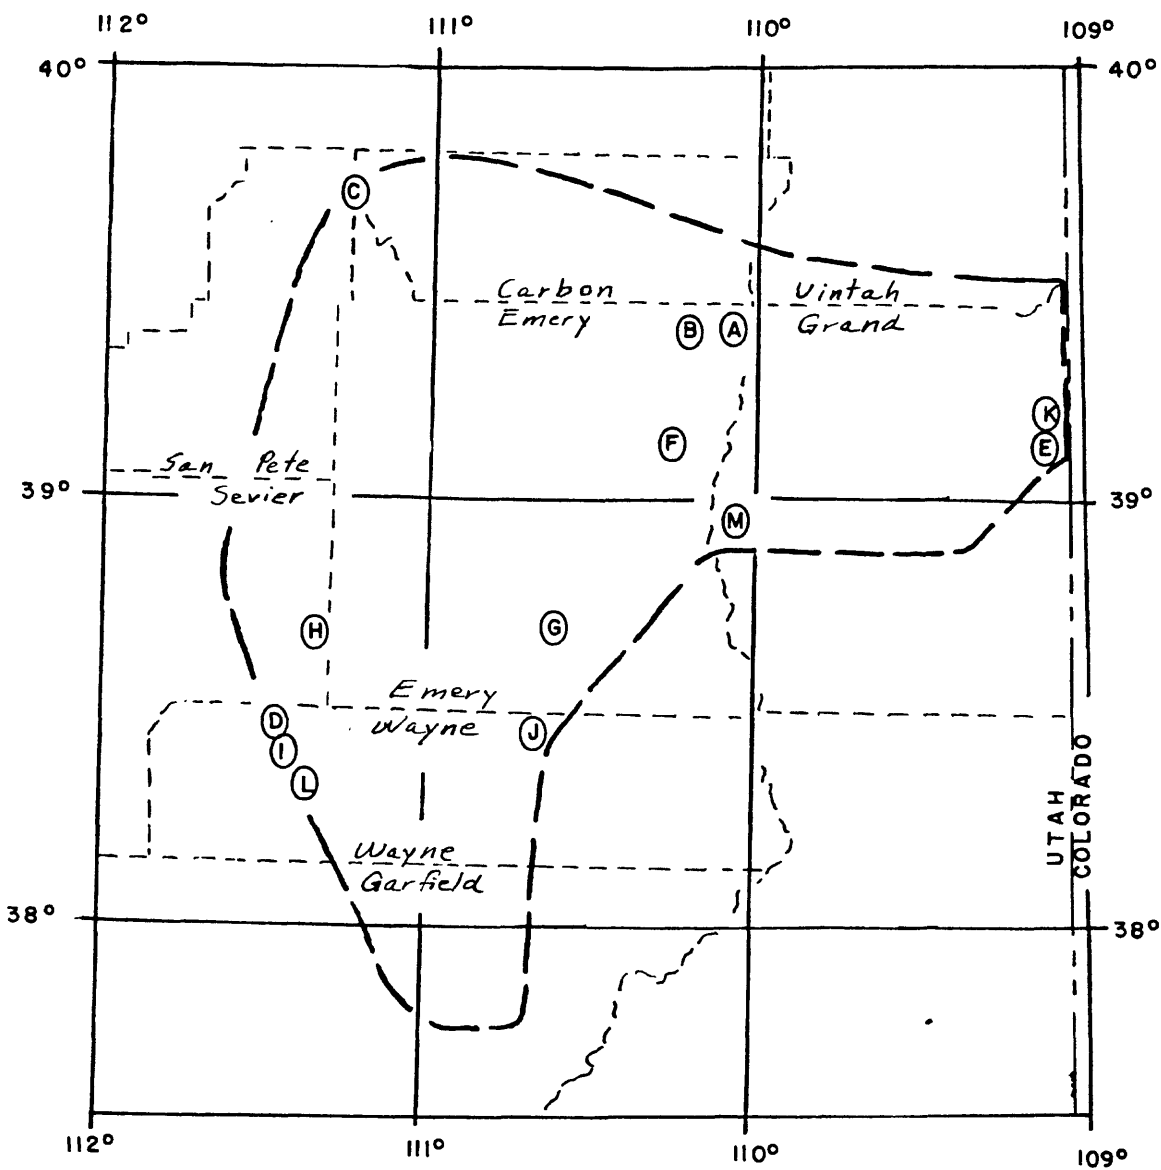 112° 111° 110° 109°
40° 40°
C
Carbon Uintah
Emery Grand
B A
K
F E
San Pete
Sevier
39° 39°
M
H G
Emery
Wayne
D
J
I
L
UTAH
COLORADO
Wayne
Garfield
38° 38°
112° 111° 110° 109°